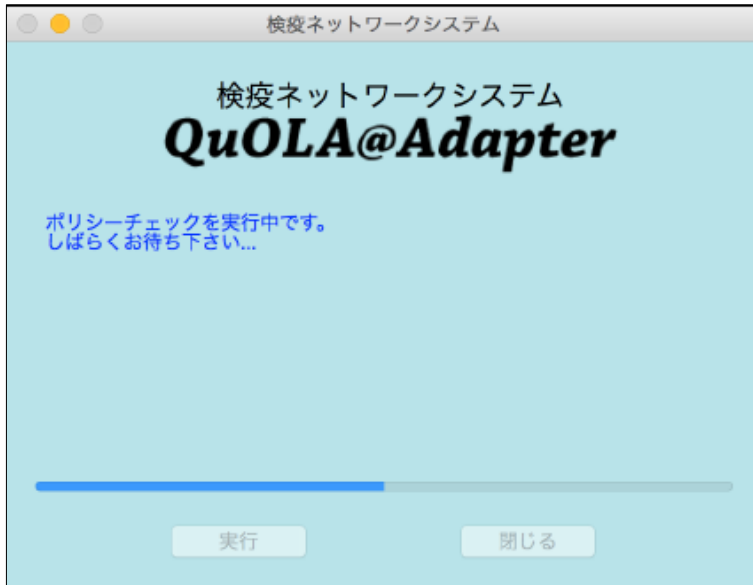 検疫ネットワークシステム
検疫ネットワークシステム
QuOLA@Adapter
ポリシーチェックを実行中です。
しばらくお待ち下さい...
実行
閉じる